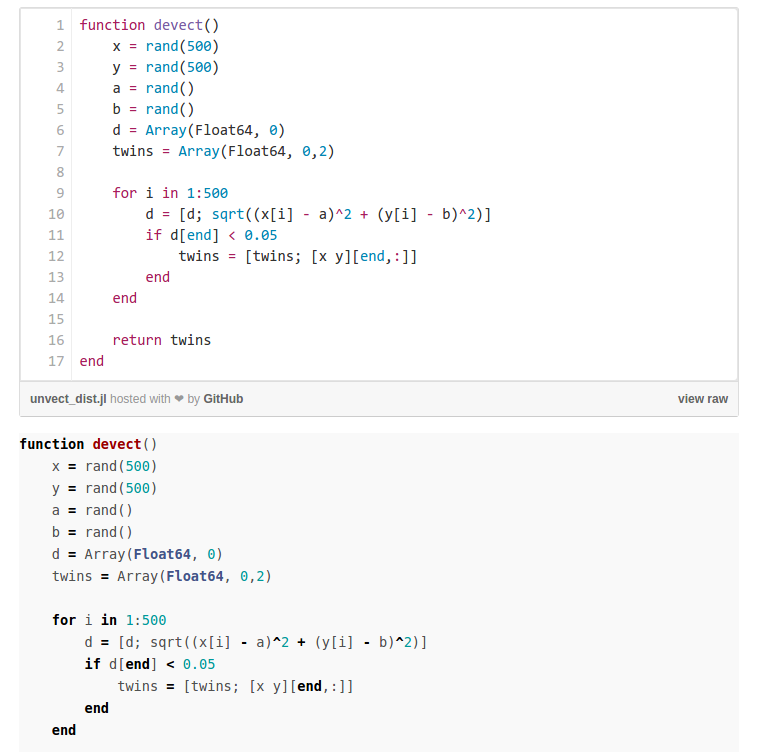 1 function devect()
2     x = rand(500)
3     y = rand(500)
4     a = rand()
5     b = rand()
6     d = Array(Float64, 0)
7     twins = Array(Float64, 0,2)
8
9     for i in 1:500
10         d = [d; sqrt((x[i] - a)^2 + (y[i] - b)^2)]
11         if d[end] < 0.05
12             twins = [twins; [x y][end,:]]
13         end
14     end
15
16     return twins
17 end
unvect_dist.jl hosted with ❤ by GitHub view raw
function devect()
    x = rand(500)
    y = rand(500)
    a = rand()
    b = rand()
    d = Array(Float64, 0)
    twins = Array(Float64, 0,2)

    for i in 1:500
        d = [d; sqrt((x[i] - a)^2 + (y[i] - b)^2)]
        if d[end] < 0.05
            twins = [twins; [x y][end,:]]
        end
    end